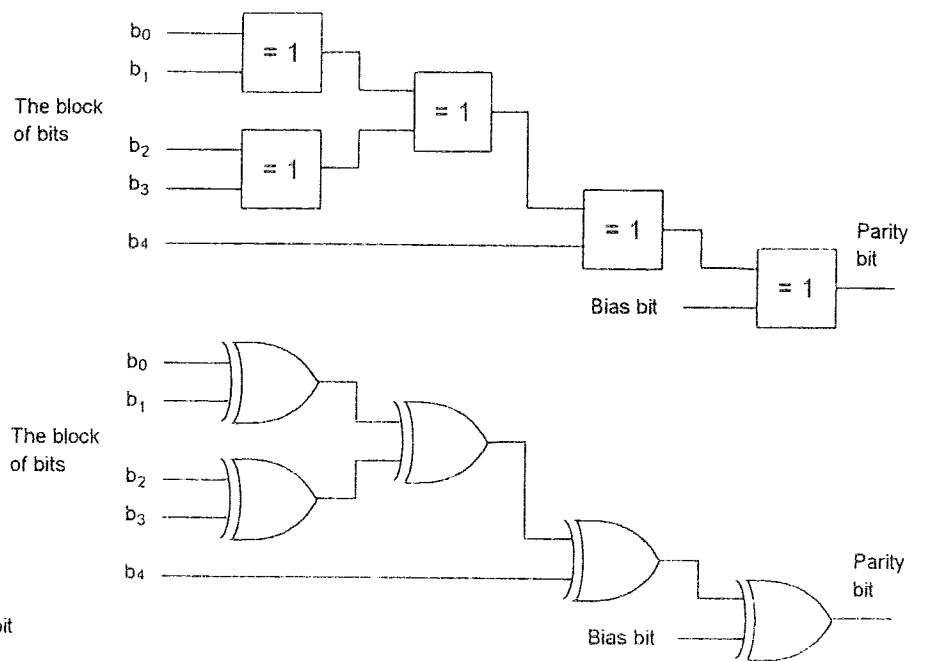 b₀
= 1
b₁
= 1
The block
of bits
b₂
= 1
b₃
= 1
b₄
Parity
bit
= 1
Bias bit
b₀
b₁
The block
of bits
b₂
b₃
b₄
Parity
bit
Bias bit